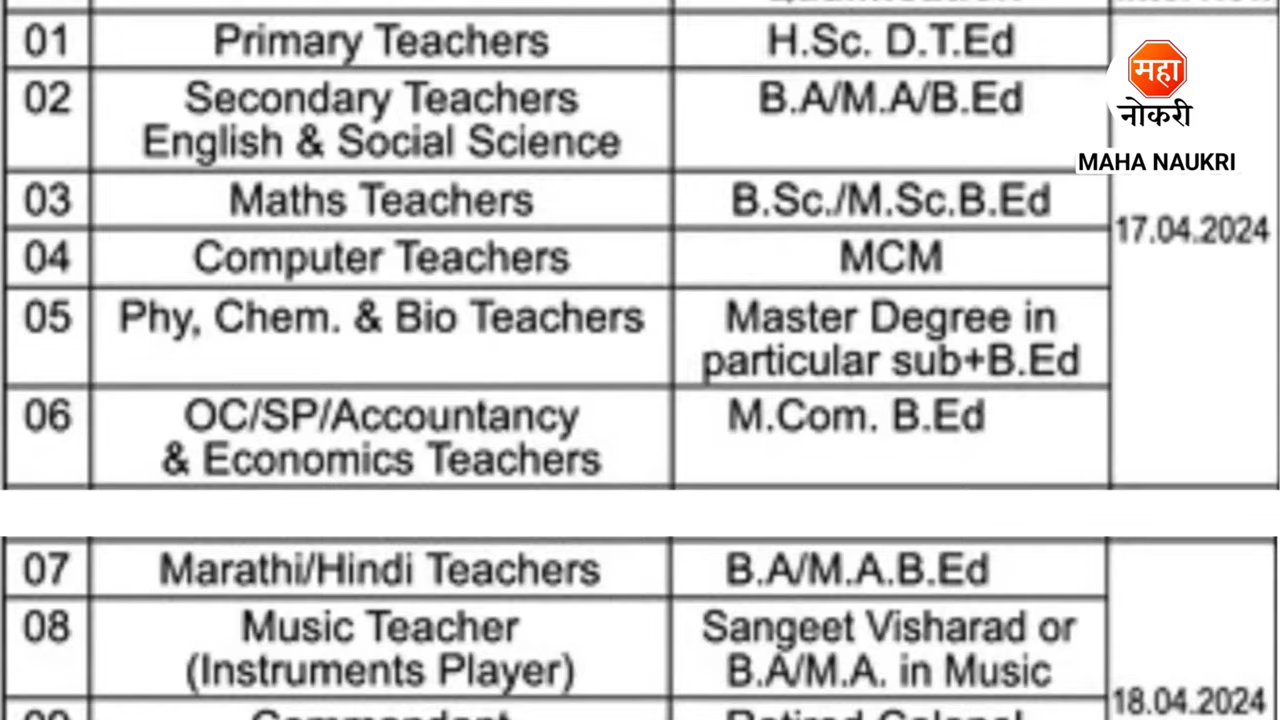 01 Primary Teachers H.Sc. D.T.Ed
महा
नोकरी
MAHA NAUKRI
02 Secondary Teachers B.A/M.A/B.Ed
English & Social Science
03 Maths Teachers B.Sc./M.Sc.B.Ed
17.04.2024
04 Computer Teachers MCM
05 Phy, Chem. & Bio Teachers Master Degree in
particular sub+B.Ed
06 OC/SP/Accountancy M.Com. B.Ed
& Economics Teachers
07 Marathi/Hindi Teachers B.A/M.A.B.Ed
08 Music Teacher Sangeet Visharad or
(Instruments Player) B.A/M.A. in Music
18.04.2024